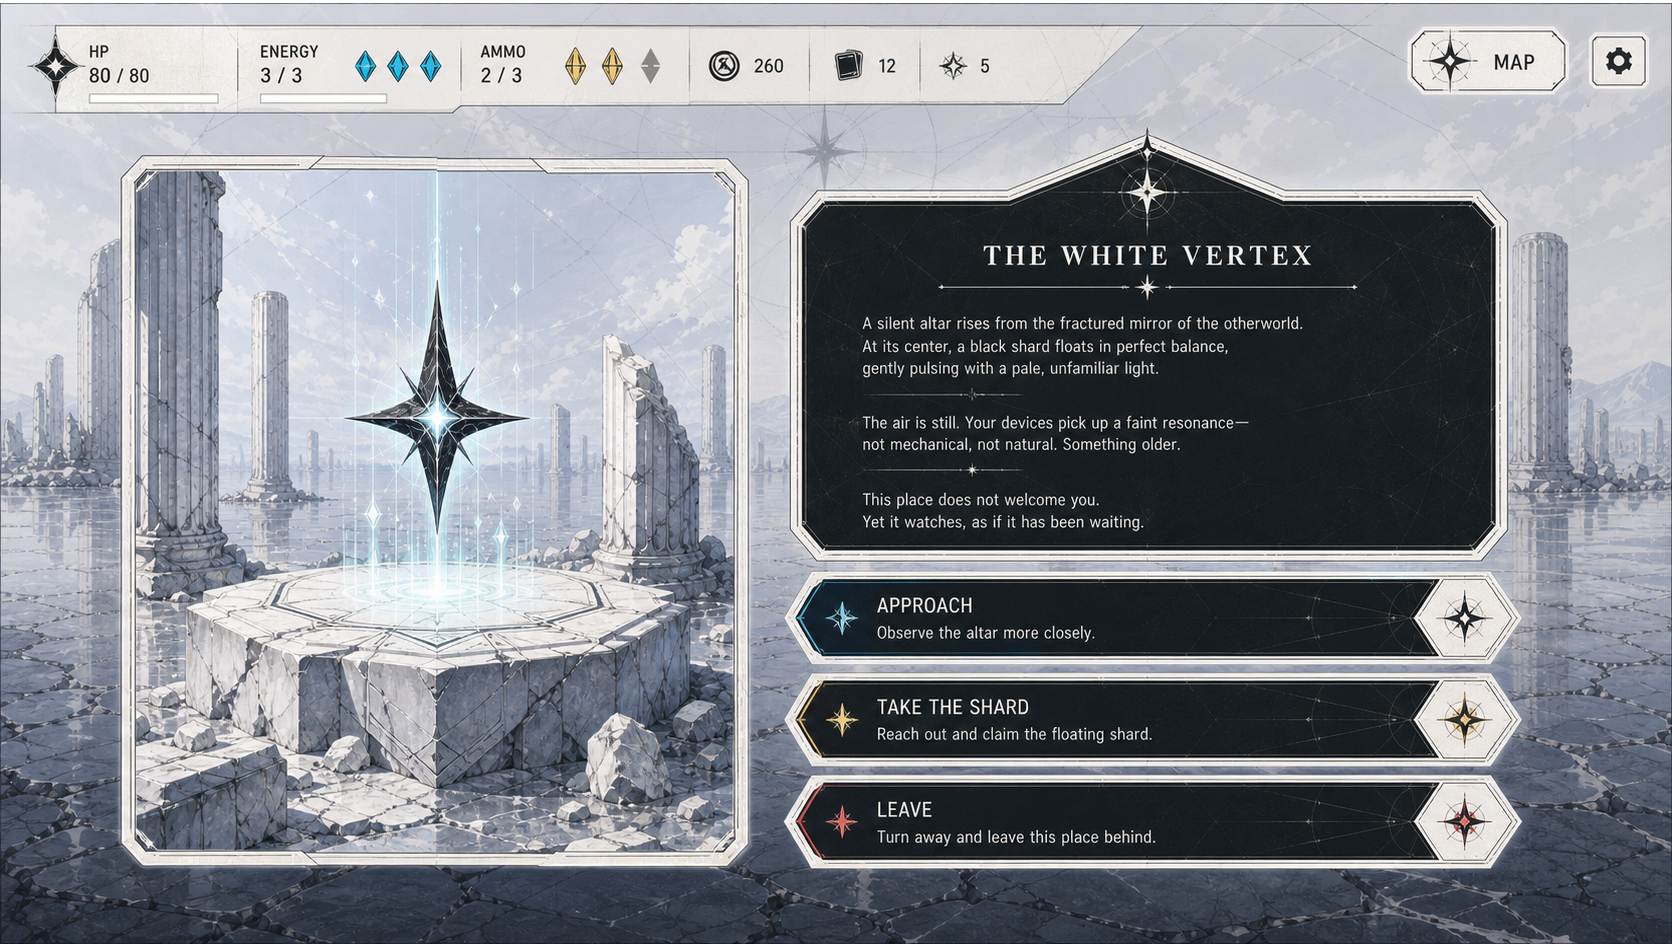 HP
80 / 80
ENERGY
3 / 3
AMMO
2 / 3
260
12
5
MAP
THE WHITE VERTEX
A silent altar rises from the fractured mirror of the otherworld.
At its center, a black shard floats in perfect balance,
gently pulsing with a pale, unfamiliar light.
The air is still. Your devices pick up a faint resonance—
not mechanical, not natural. Something older.
This place does not welcome you.
Yet it watches, as if it has been waiting.
APPROACH
Observe the altar more closely.
TAKE THE SHARD
Reach out and claim the floating shard.
LEAVE
Turn away and leave this place behind.